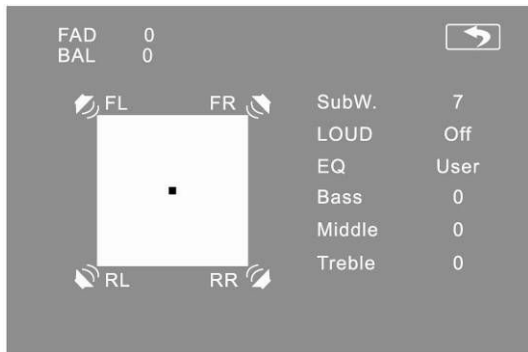 FAD 0
BAL 0
FL FR
SubW. 7
LOUD Off
EQ User
Bass 0
Middle 0
Treble 0
RL RR